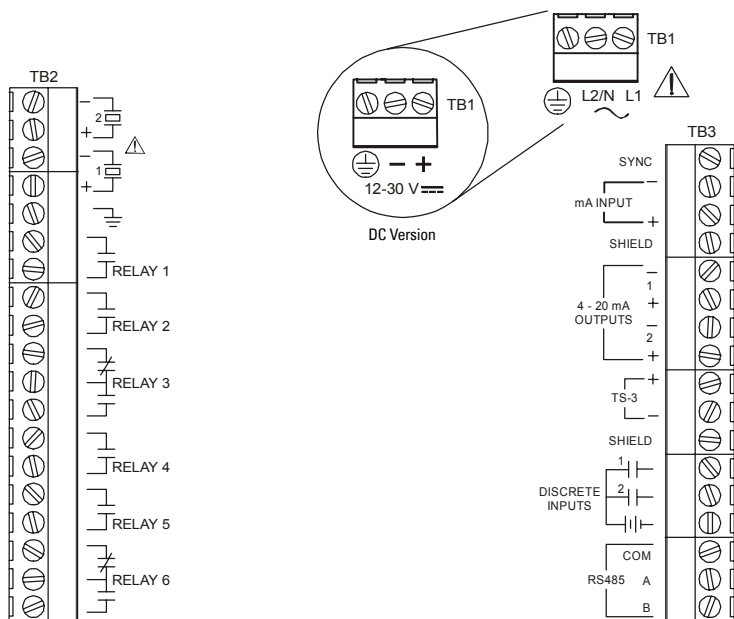 TB1
L2/N L1
TB1
- +
12-30 V
DC Version
TB2
-
2
+
-
1
+
RELAY 1
RELAY 2
RELAY 3
RELAY 4
RELAY 5
RELAY 6
TB3
SYNC
-
mA INPUT
+
SHIELD
-
1
+
4 - 20 mA
OUTPUTS
-
2
+
+
TS-3
-
SHIELD
1
2
DISCRETE
INPUTS
COM
RS485 A
B